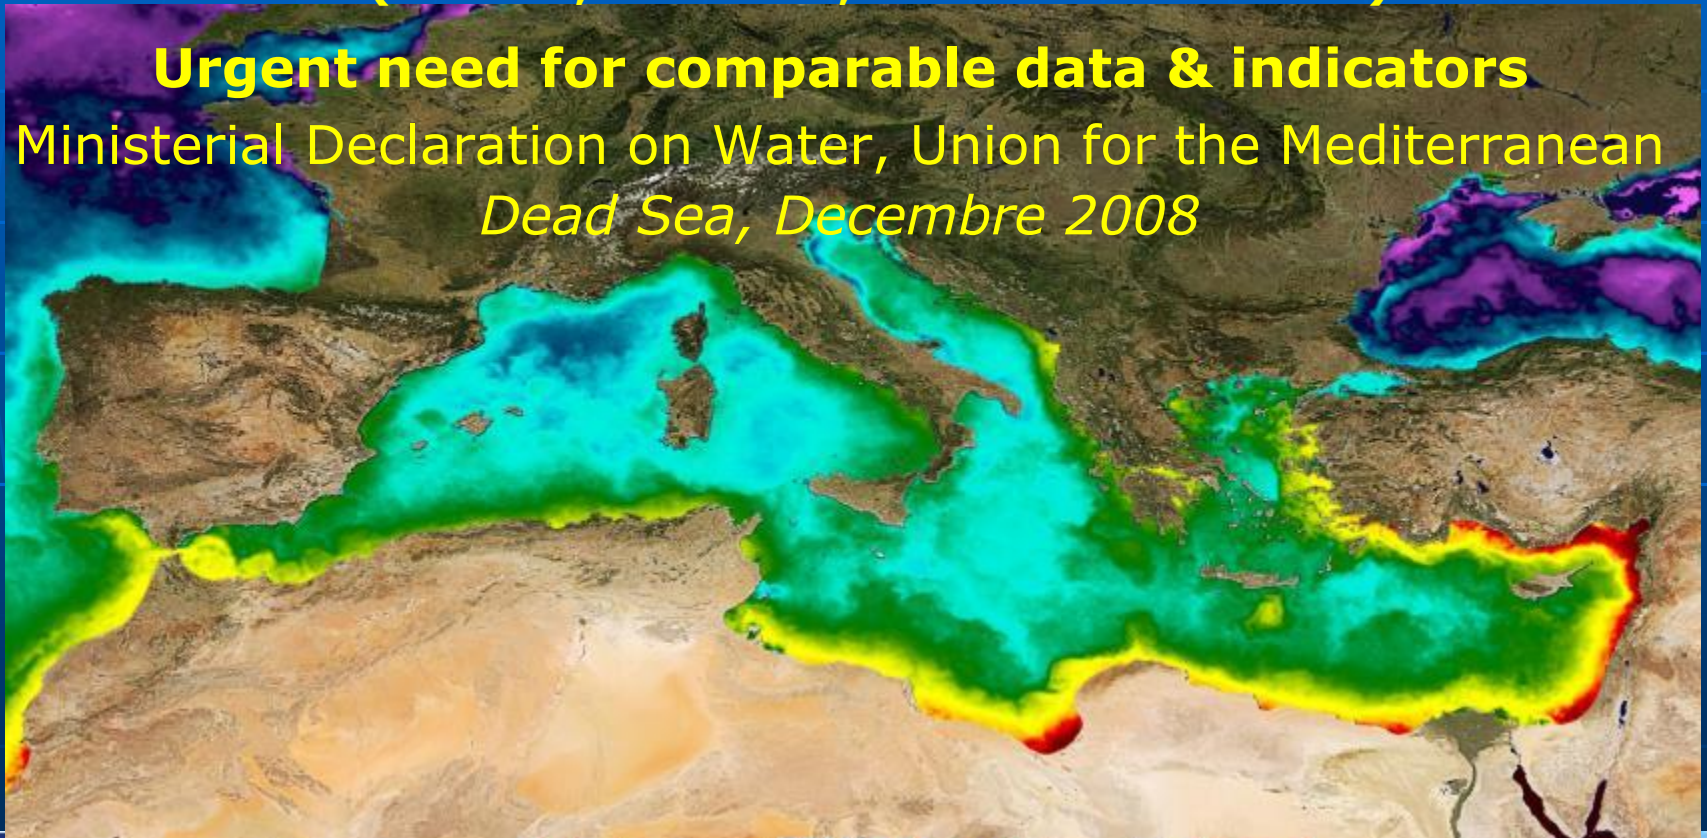 Urgent need for comparable data & indicators
Ministerial Declaration on Water, Union for the Mediterranean
Dead Sea, Decembre 2008